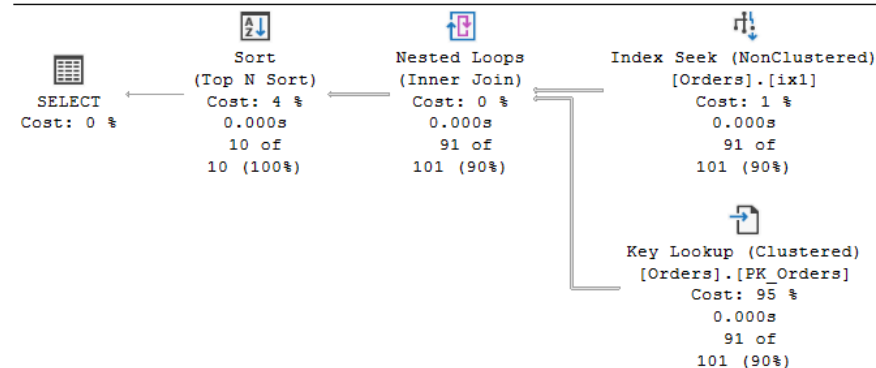 SELECT
Cost: 0 %
Sort
(Top N Sort)
Cost: 4 %
0.000s
10 of
10 (100%)
Nested Loops
(Inner Join)
Cost: 0 %
0.000s
91 of
101 (90%)
Index Seek (NonClustered)
[Orders].[ix1]
Cost: 1 %
0.000s
91 of
101 (90%)
Key Lookup (Clustered)
[Orders].[PK_Orders]
Cost: 95 %
0.000s
91 of
101 (90%)